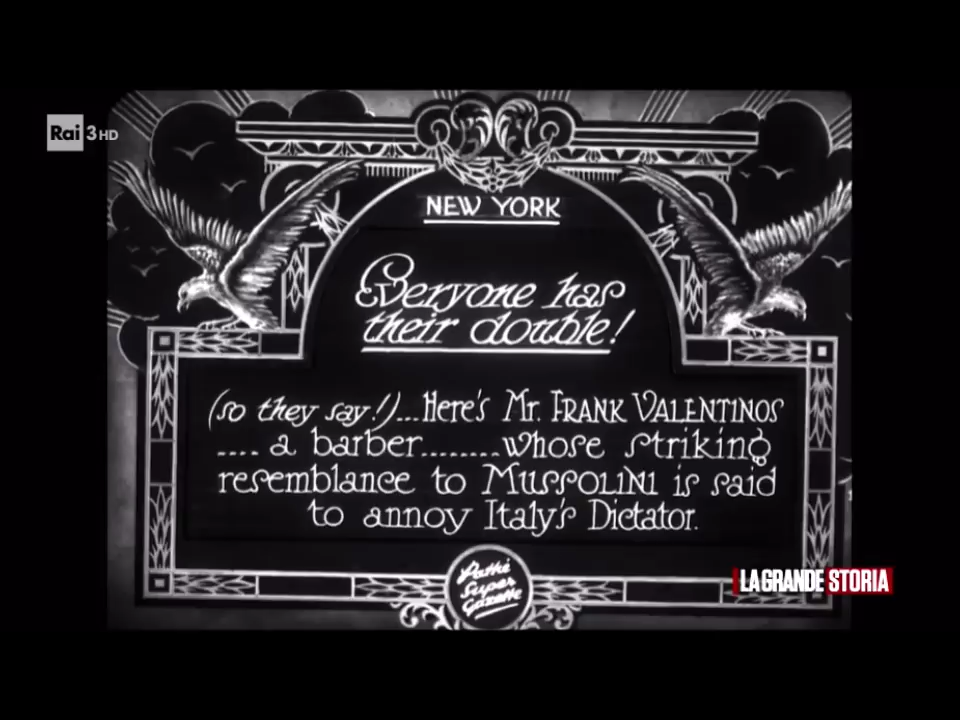 Rai 3HD
NEW YORK
Everyone has
their double!
(so they say!)...Here's Mr. FRANK VALENTINOS
.... a barber........whose striking
resemblance to MUSSOLINI is said
to annoy Italy's Dictator.
Pathé
Super
Gazette
LA GRANDE STORIA